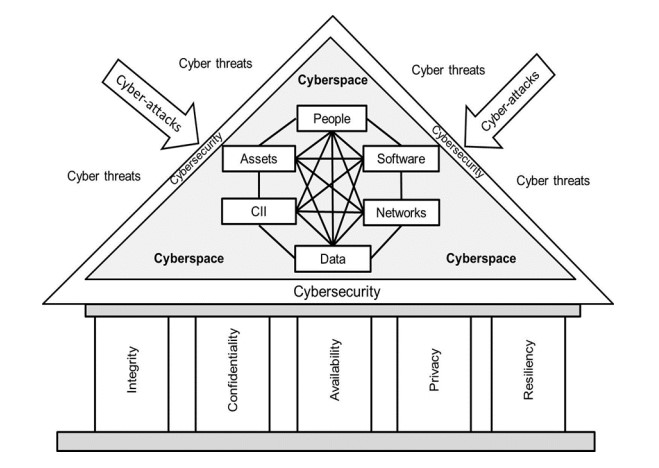 Cyber threats
Cyber threats
Cyberspace
Cyber-attacks
Cyber-attacks
People
Cybersecurity
Cybersecurity
Assets
Software
Cyber threats
Cyber threats
CII
Networks
Cyberspace
Data
Cyberspace
Cybersecurity
Integrity
Confidentiality
Availability
Privacy
Resiliency